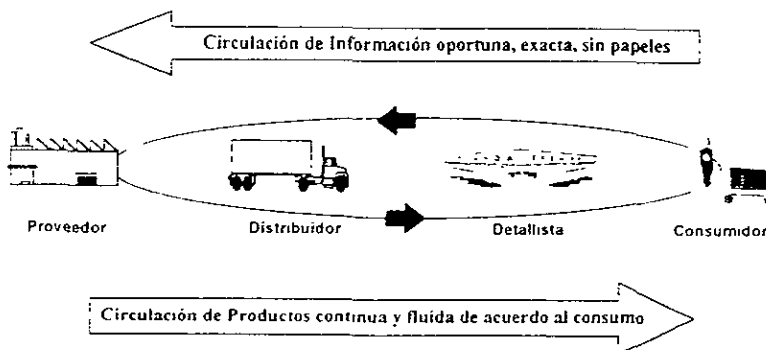 Circulación de Información oportuna, exacta, sin papeles
Proveedor
Distribuidor
Detallista
Consumidor
Circulación de Productos continua y fluida de acuerdo al consumo